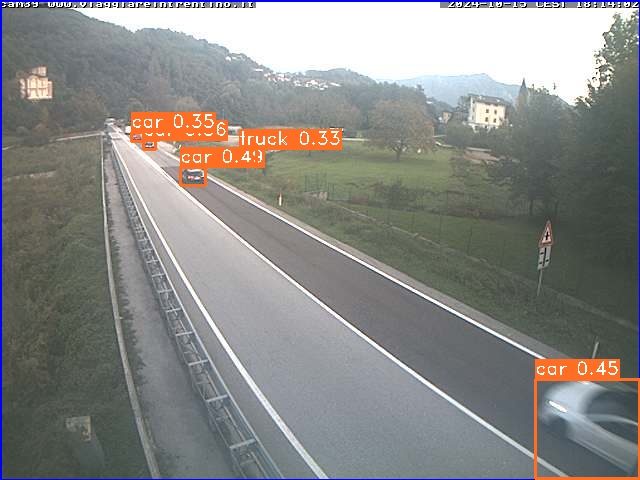 cam39 www.viaggiareintrentino.it
2024-10-15 CEST 18:14:02
car 0.35
truck 0.33
car 0.49
car 0.45